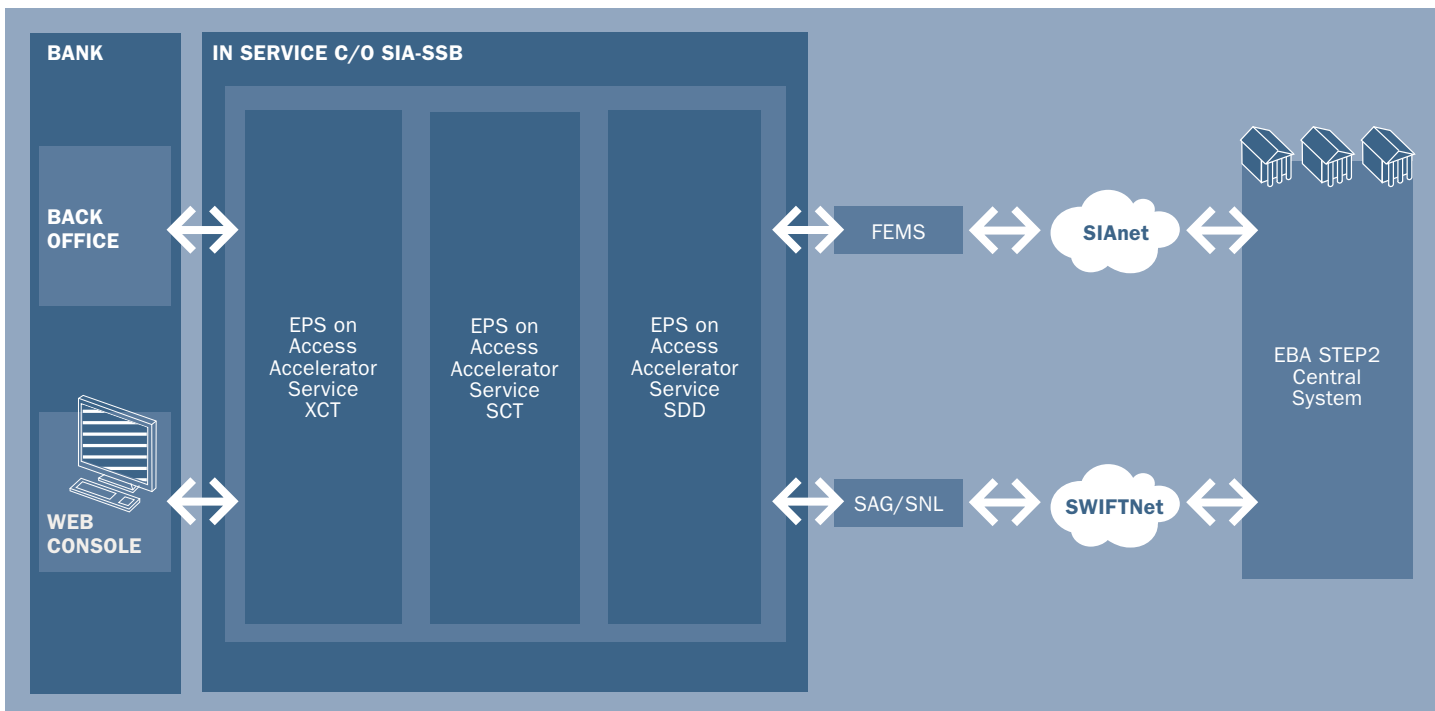 BANK
IN SERVICE C/O SIA-SSB
BACK
OFFICE
WEB
CONSOLE
EPS on
Access
Accelerator
Service
XCT
EPS on
Access
Accelerator
Service
SCT
EPS on
Access
Accelerator
Service
SDD
FEMS
SIAnet
SAG/SNL
SWIFTNet
EBA STEP2
Central
System